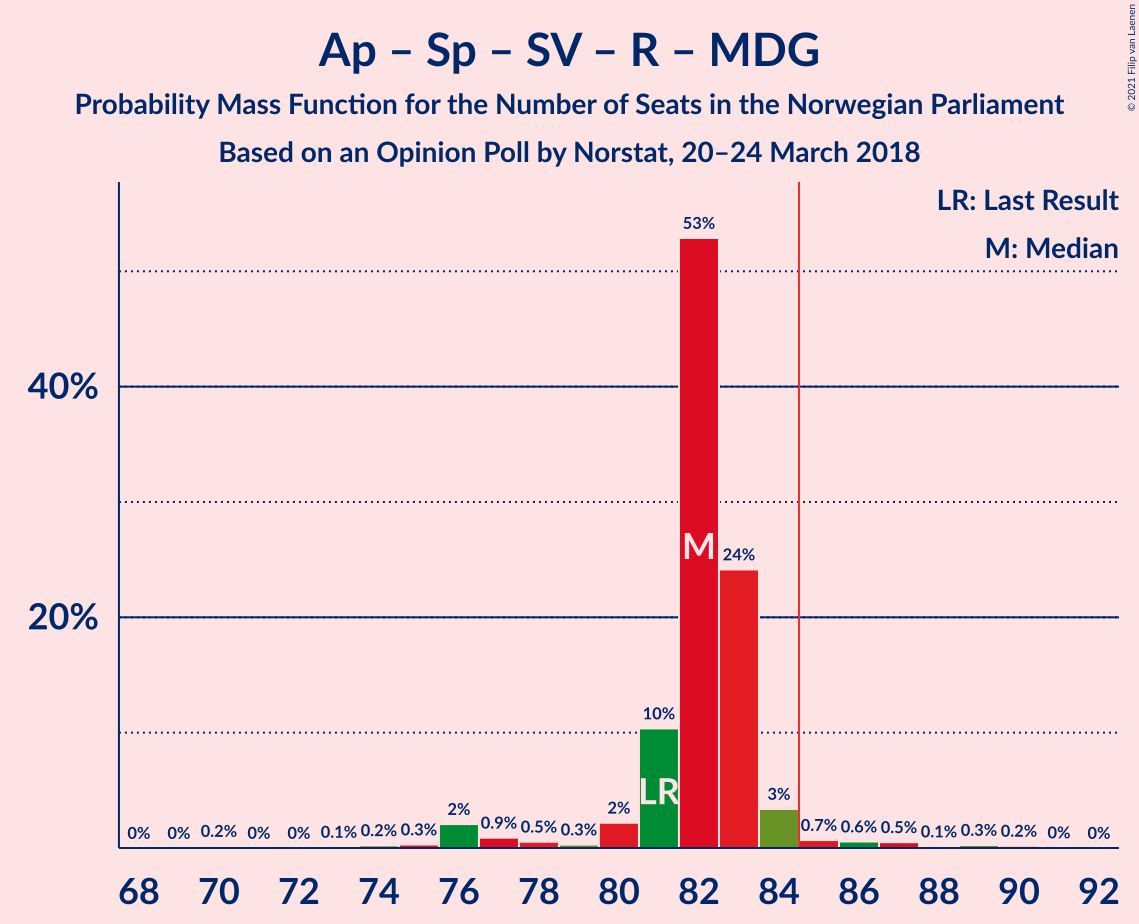 Ap – Sp – SV – R – MDG
Probability Mass Function for the Number of Seats in the Norwegian Parliament
Based on an Opinion Poll by Norstat, 20–24 March 2018
© 2021 Filip van Laenen
LR: Last Result
M: Median
53%
40%
M
24%
20%
10%
LR
3%
2%
2%
0% 0% 0.2% 0% 0% 0.1% 0.2% 0.3% 0.9% 0.5% 0.3% 0.7% 0.6% 0.5% 0.1% 0.3% 0.2% 0% 0%
68 70 72 74 76 78 80 82 84 86 88 90 92